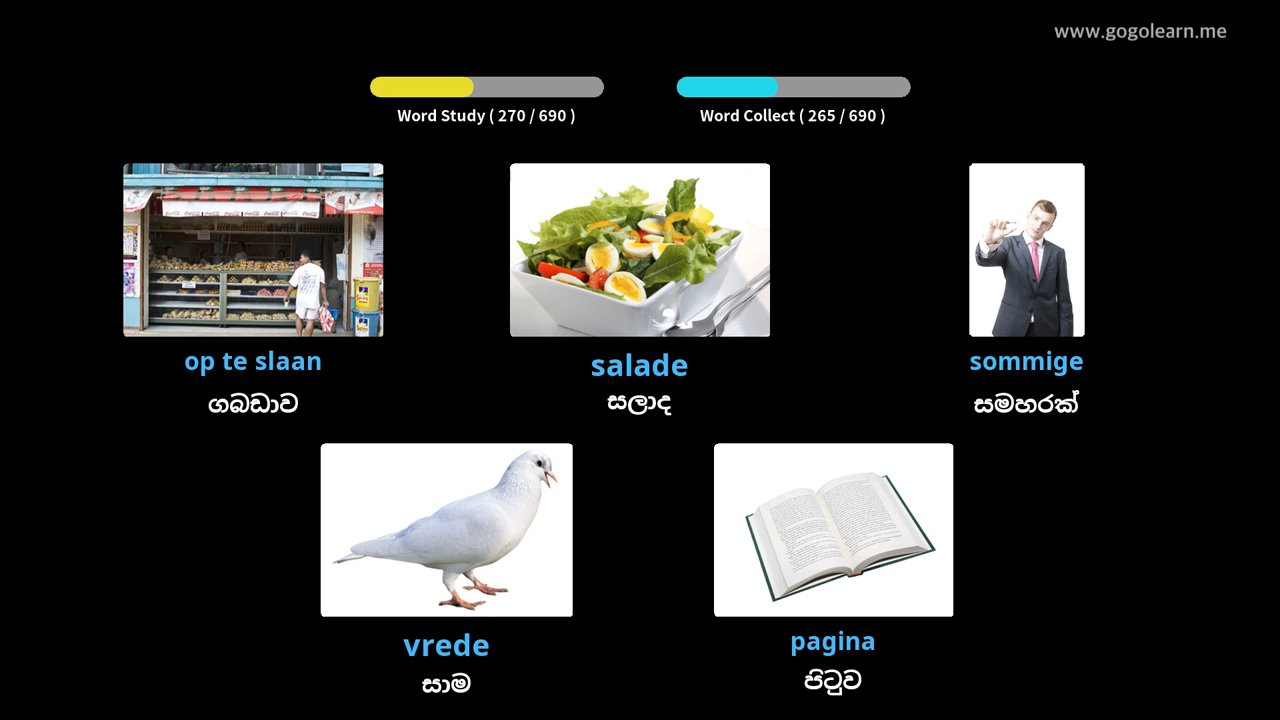 www.gogolearn.me
Word Study ( 270 / 690 )
Word Collect ( 265 / 690 )
op te slaan
ගබඩාව
salade
සලාද
sommige
සමහරක්
vrede
සාම
pagina
පිටුව